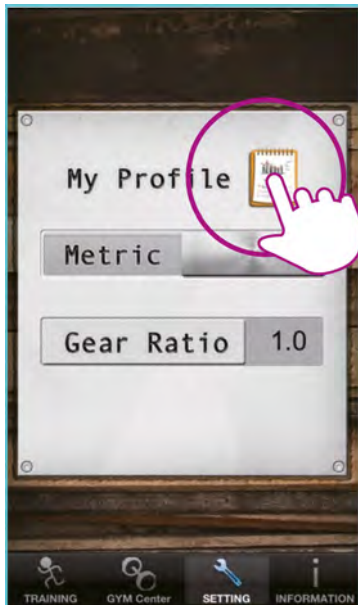 My Profile
Metric
Gear Ratio 1.0
TRAINING GYM Center SETTING INFORMATION